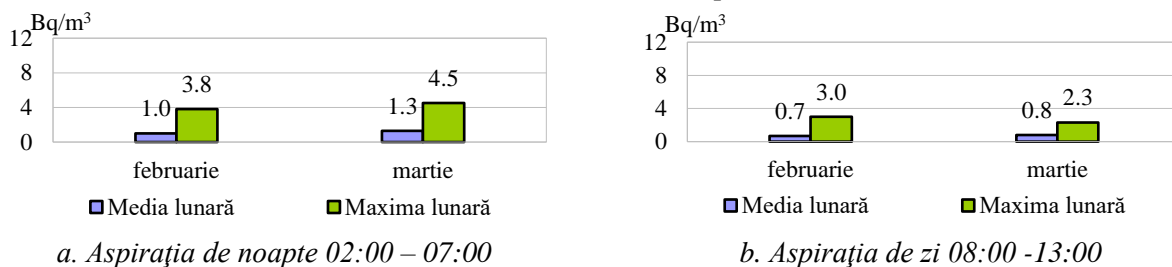 Bq/m³
12
8
4
0
1.0
3.8
1.3
4.5
februarie
martie
Media lunară
Maxima lunară
a. Aspiraţia de noapte 02:00 – 07:00
Bq/m³
12
8
4
0
0.7
3.0
0.8
2.3
februarie
martie
Media lunară
Maxima lunară
b. Aspiraţia de zi 08:00 -13:00